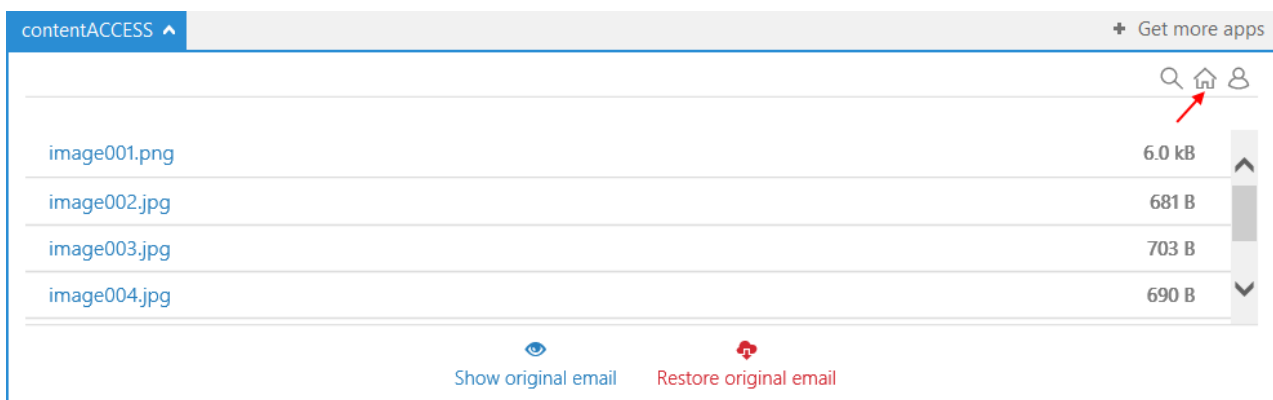 contentACCESS
Get more apps
image001.png 6.0 kB
image002.jpg 681 B
image003.jpg 703 B
image004.jpg 690 B
Show original email Restore original email